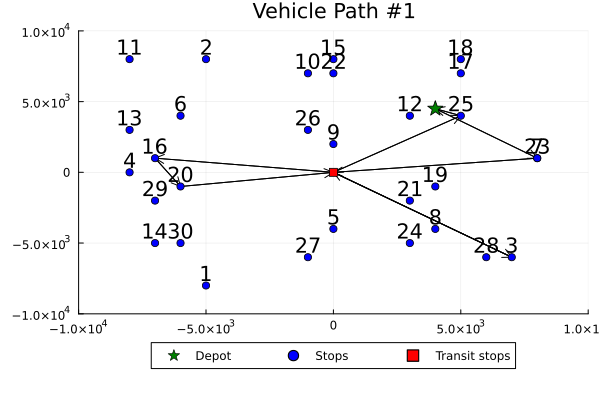 Vehicle Path #1
1.0×10⁴
11 2 15 18
10 22 17
5.0×10³
6 12 25
13 26
9
16 23
0
4
20 19
29 21
5 8
−5.0×10³
14 30 24
27 28 3
1
−1.0×10⁴
−1.0×10⁴ −5.0×10³ 0 5.0×10³ 1.0×1
Depot Stops Transit stops